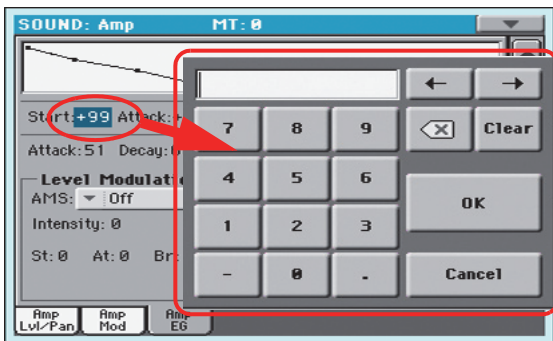 SOUND: Amp MT: 0
Start: +99 Attack:
Attack: 51 Decay:
Level Modulati
AMS: Off
Intensity: 0
St: 0 At: 0 Br:
← →
7 8 9 Clear
4 5 6 OK
1 2 3
- 0 . Cancel
Amp Lvl/Pan Amp Mod Amp EG